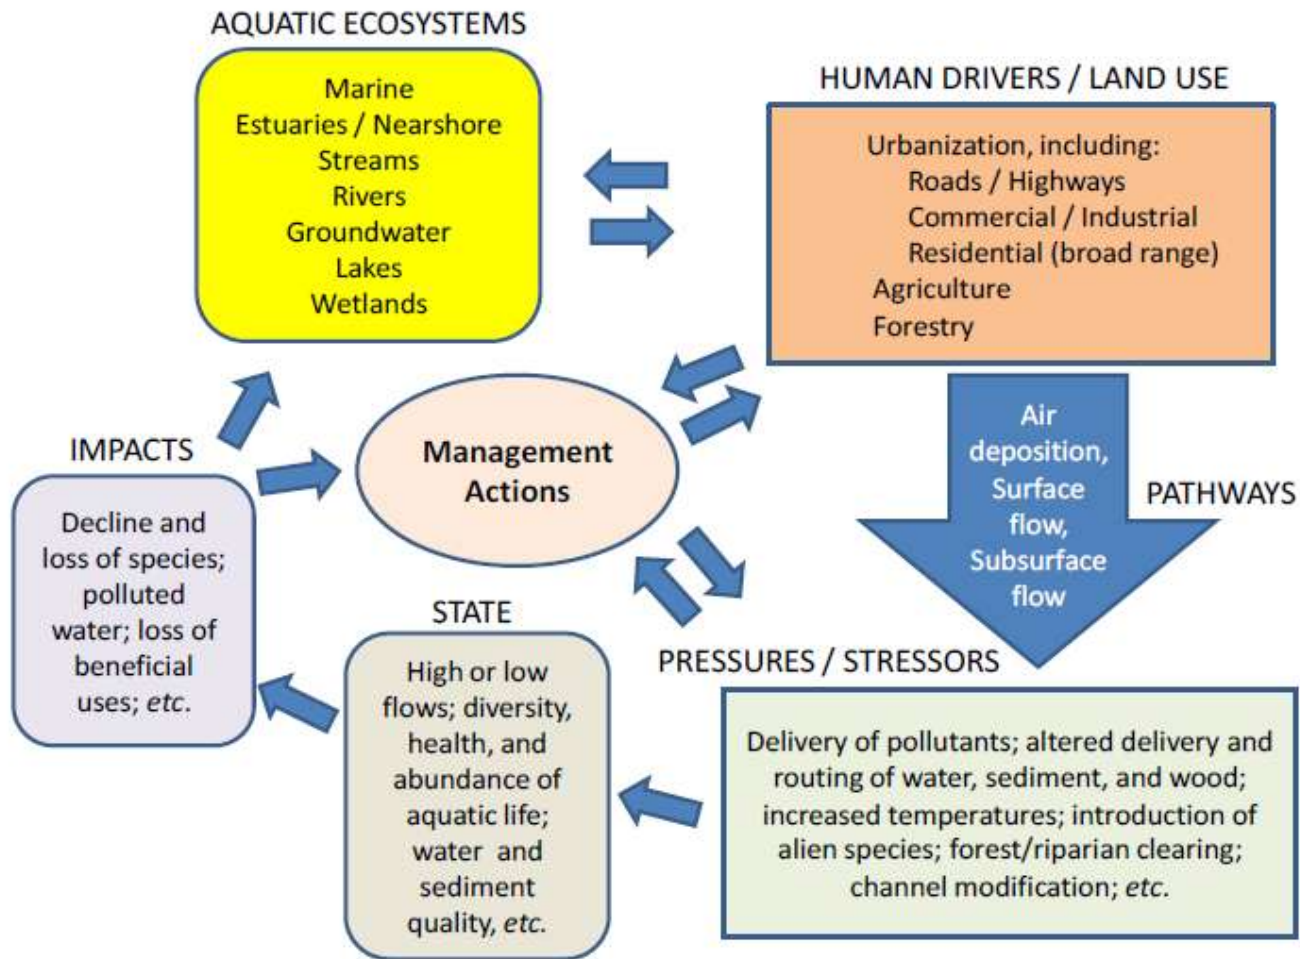 AQUATIC ECOSYSTEMS
Marine
Estuaries / Nearshore
Streams
Rivers
Groundwater
Lakes
Wetlands
HUMAN DRIVERS / LAND USE
Urbanization, including:
Roads / Highways
Commercial / Industrial
Residential (broad range)
Agriculture
Forestry
Air
deposition,
Surface
flow,
Subsurface
flow
PATHWAYS
Management
Actions
IMPACTS
Decline and
loss of species;
polluted
water; loss of
beneficial
uses; etc.
STATE
High or low
flows; diversity,
health, and
abundance of
aquatic life;
water and
sediment
quality, etc.
PRESSURES / STRESSORS
Delivery of pollutants; altered delivery and
routing of water, sediment, and wood;
increased temperatures; introduction of
alien species; forest/riparian clearing;
channel modification; etc.